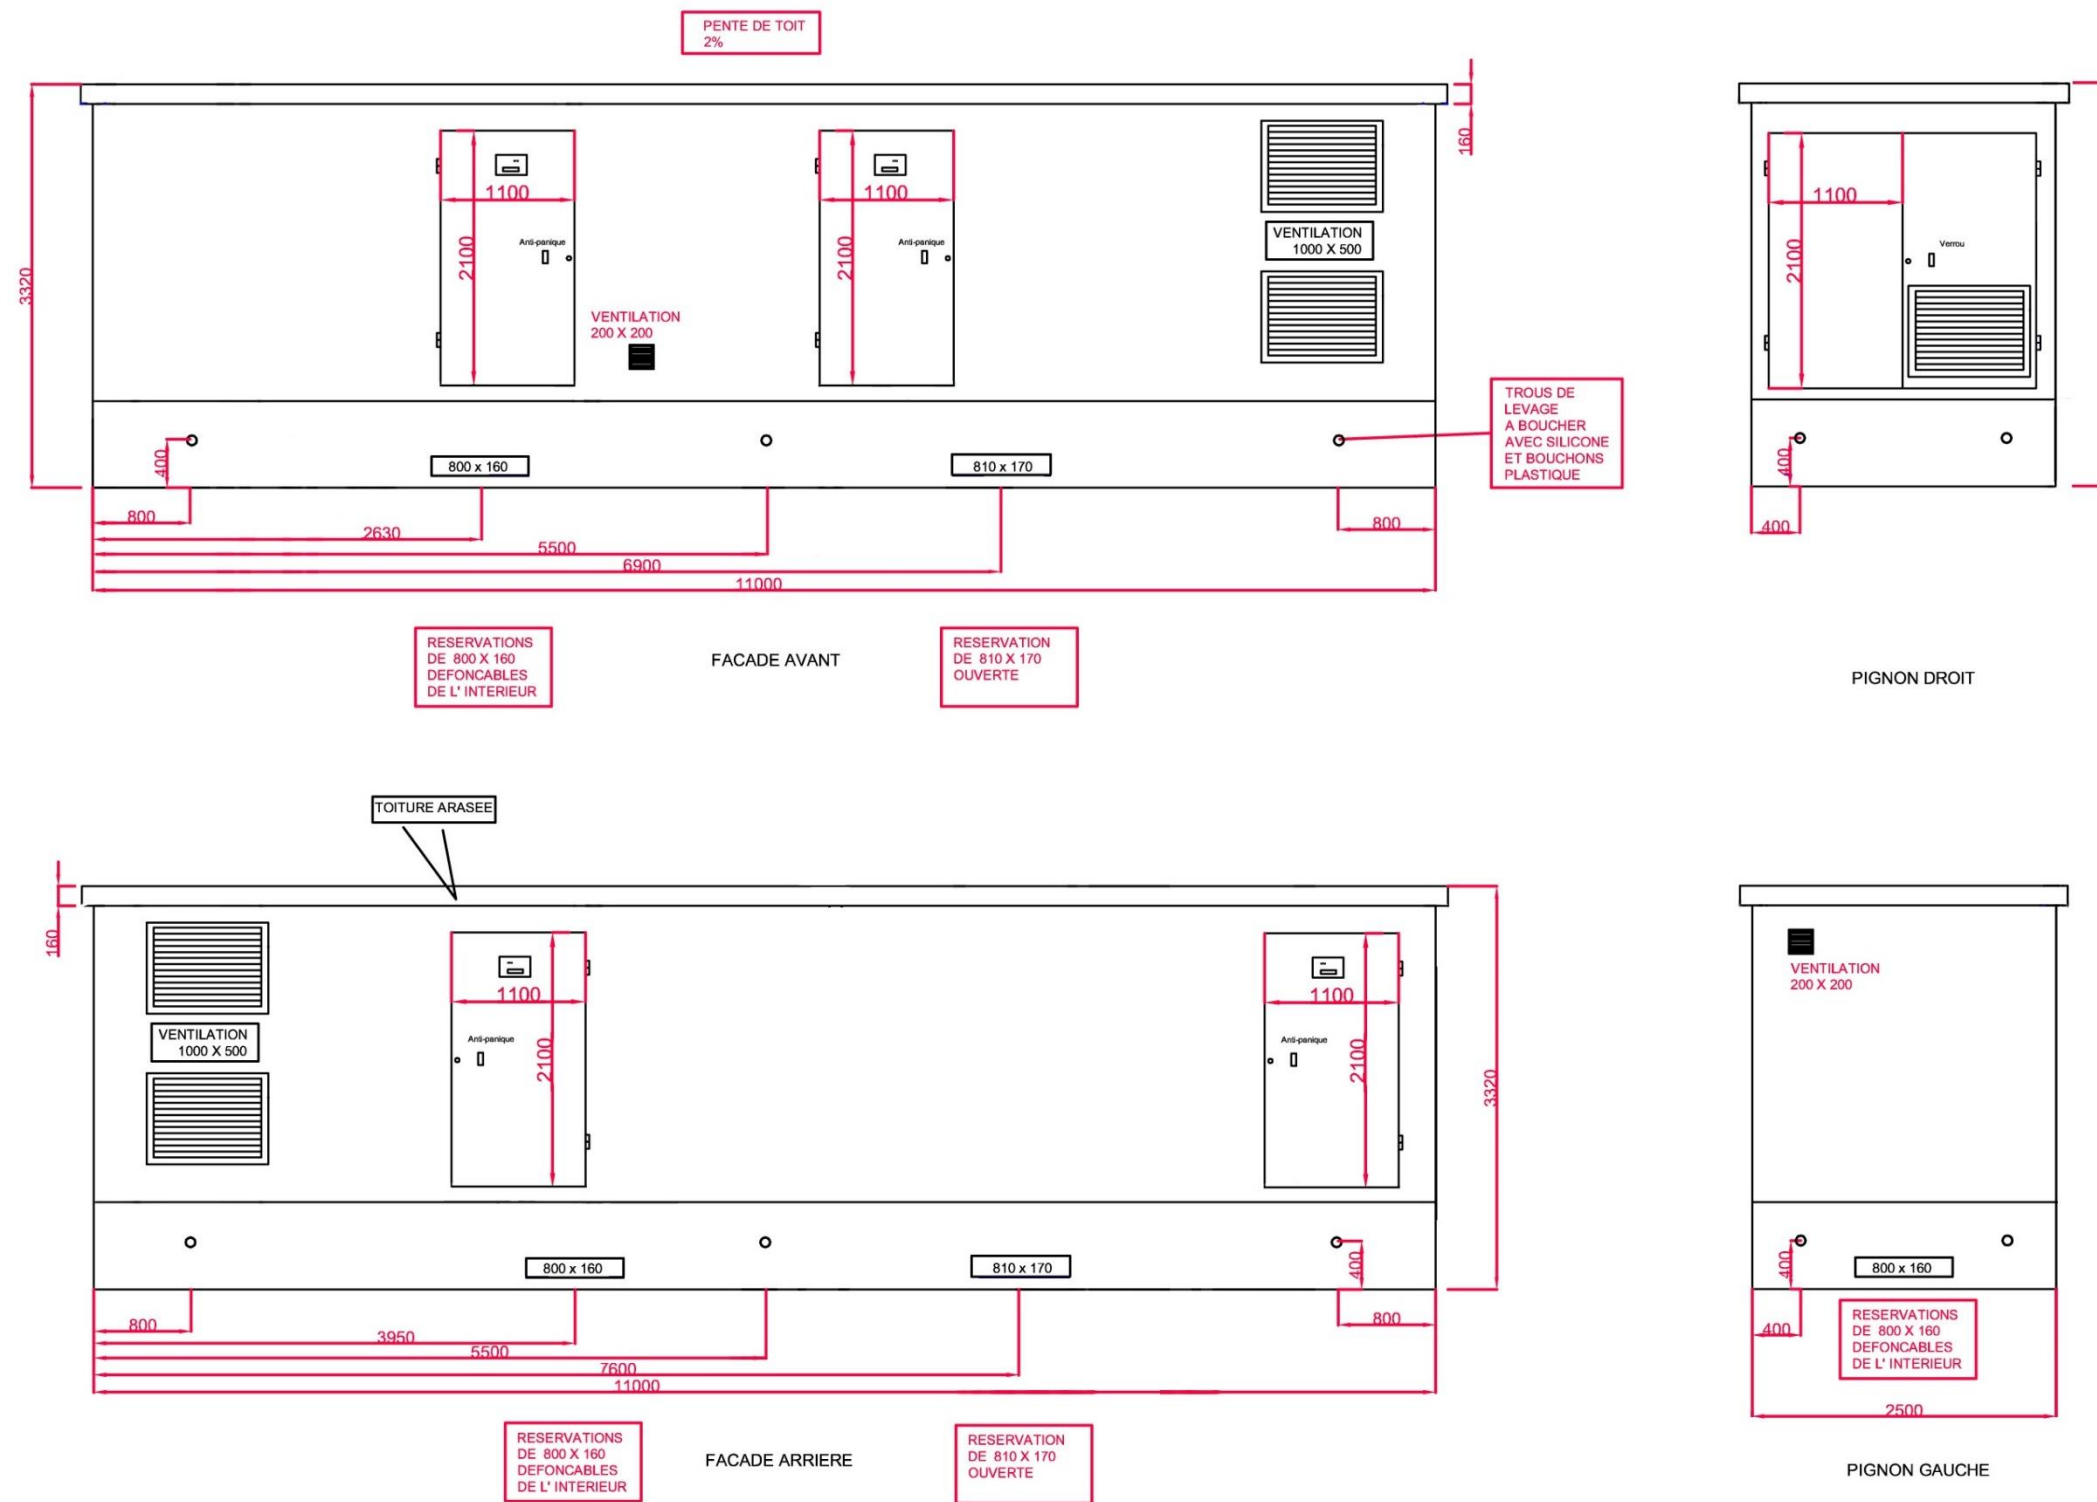 PENTE DE TOIT
2%
160
3320
1100
2100
Anti-panique
VENTILATION
200 X 200
1100
2100
Anti-panique
VENTILATION
1000 X 500
TROUS DE
LEVAGE
A BOUCHER
AVEC SILICONE
ET BOUCHONS
PLASTIQUE
400
800 x 160
810 x 170
800
2630
5500
6900
11000
800
RESERVATIONS
DE 800 X 160
DEFONCABLES
DE L' INTERIEUR
FACADE AVANT
RESERVATION
DE 810 X 170
OUVERTE
1100
2100
Verrou
400
400
PIGNON DROIT
TOITURE ARASEE
160
VENTILATION
1000 X 500
1100
2100
Anti-panique
1100
2100
Anti-panique
3320
800 x 160
810 x 170
400
800
3950
5500
7600
11000
800
RESERVATIONS
DE 800 X 160
DEFONCABLES
DE L' INTERIEUR
FACADE ARRIERE
RESERVATION
DE 810 X 170
OUVERTE
VENTILATION
200 X 200
400
800 x 160
400
RESERVATIONS
DE 800 X 160
DEFONCABLES
DE L' INTERIEUR
2500
PIGNON GAUCHE